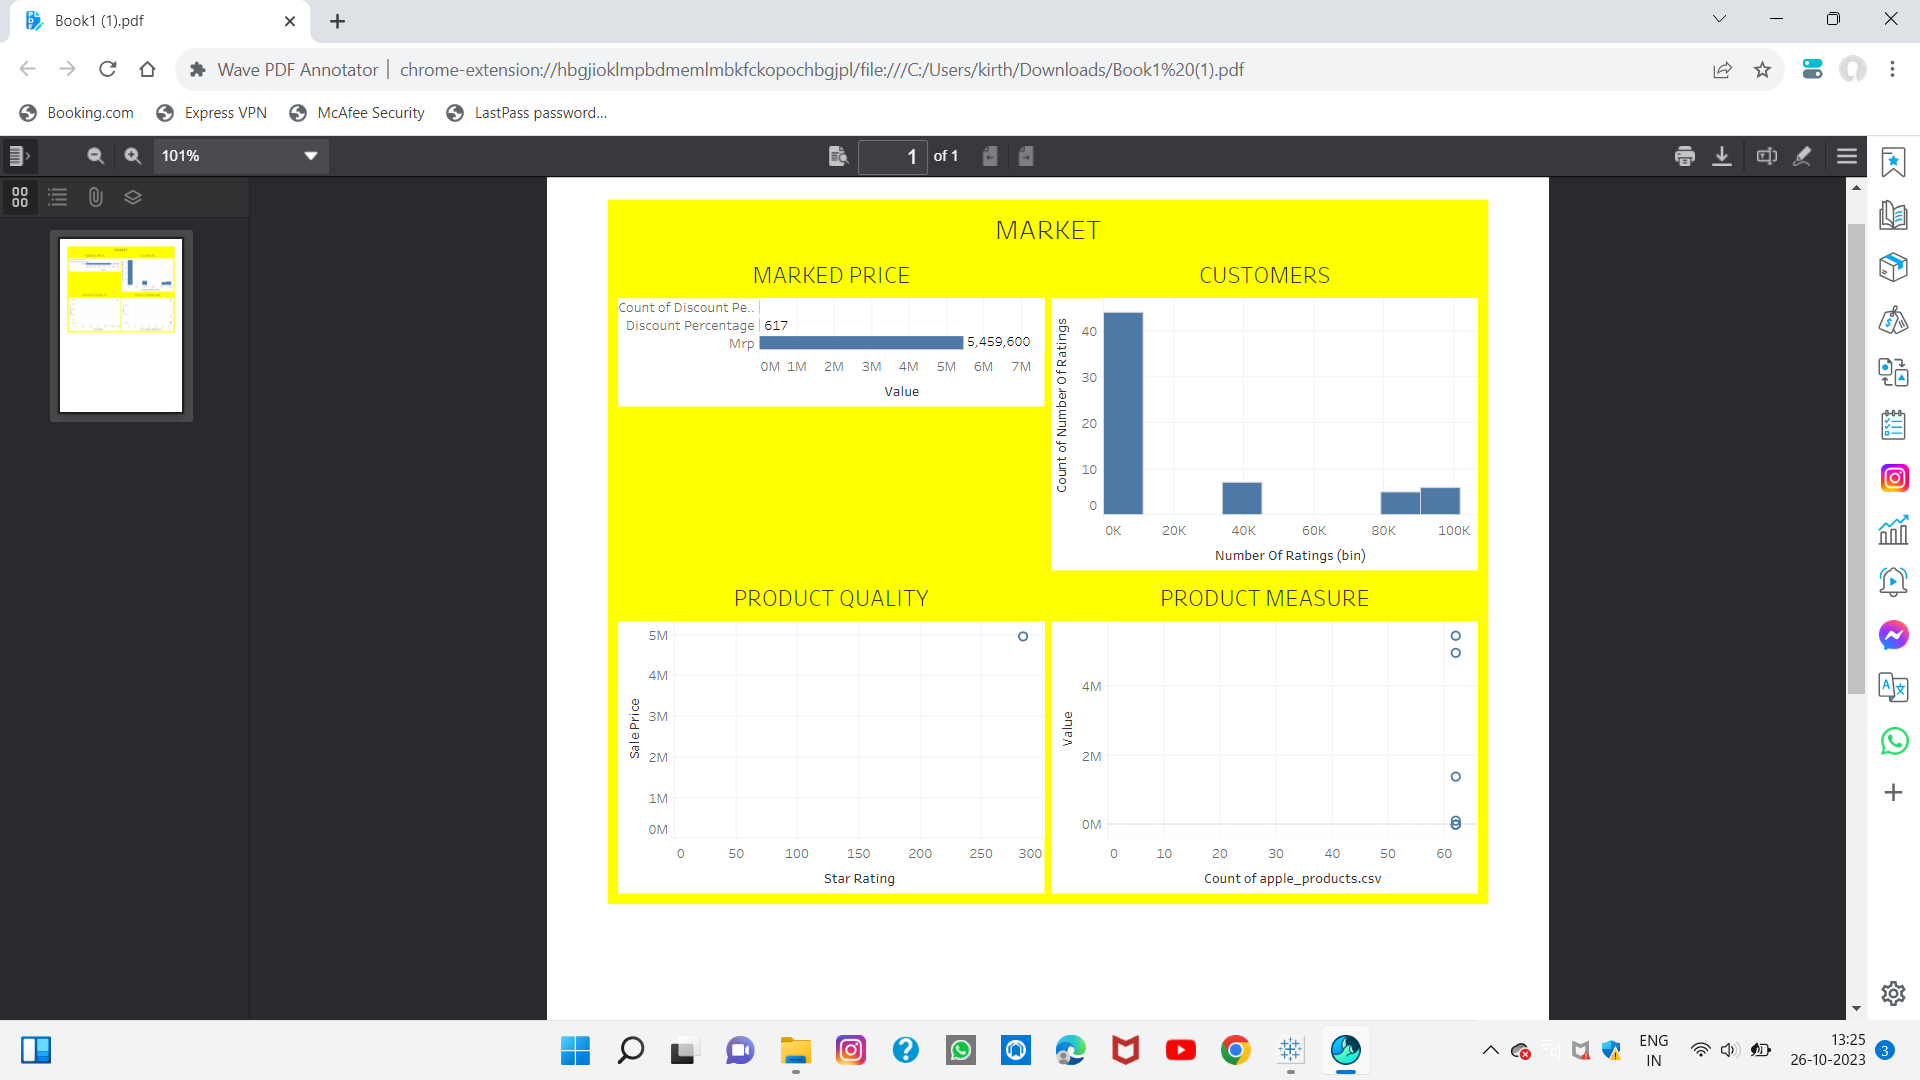 Book1 (1).pdf
Wave PDF Annotator | chrome-extension://hbgjioklmpbdmemlmbkfckopochbgjpl/file:///C:/Users/kirth/Downloads/Book1%20(1).pdf
Booking.com Express VPN McAfee Security LastPass password...
101% 1 of 1
MARKET
MARKED PRICE
Count of Discount Pe..
Discount Percentage 617
Mrp 5,459,600
0M 1M 2M 3M 4M 5M 6M 7M
Value
CUSTOMERS
Count of Number Of Ratings
40
30
20
10
0
0K 20K 40K 60K 80K 100K
Number Of Ratings (bin)
PRODUCT QUALITY
Sale Price
5M
4M
3M
2M
1M
0M
0 50 100 150 200 250 300
Star Rating
PRODUCT MEASURE
Value
4M
2M
0M
0 10 20 30 40 50 60
Count of apple_products.csv
ENG
IN
13:25
26-10-2023
3